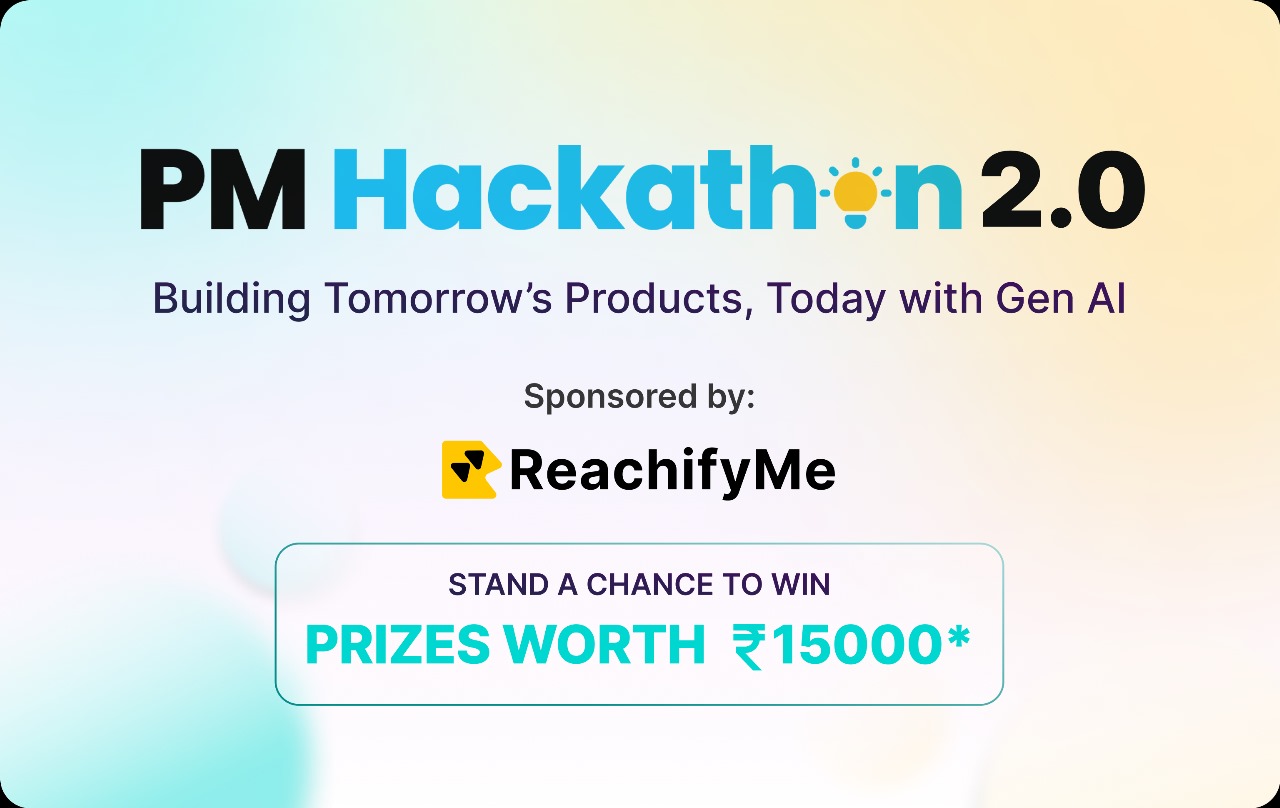 PM Hackathon 2.0
Building Tomorrow’s Products, Today with Gen AI
Sponsored by:
ReachifyMe
STAND A CHANCE TO WIN
PRIZES WORTH ₹15000*